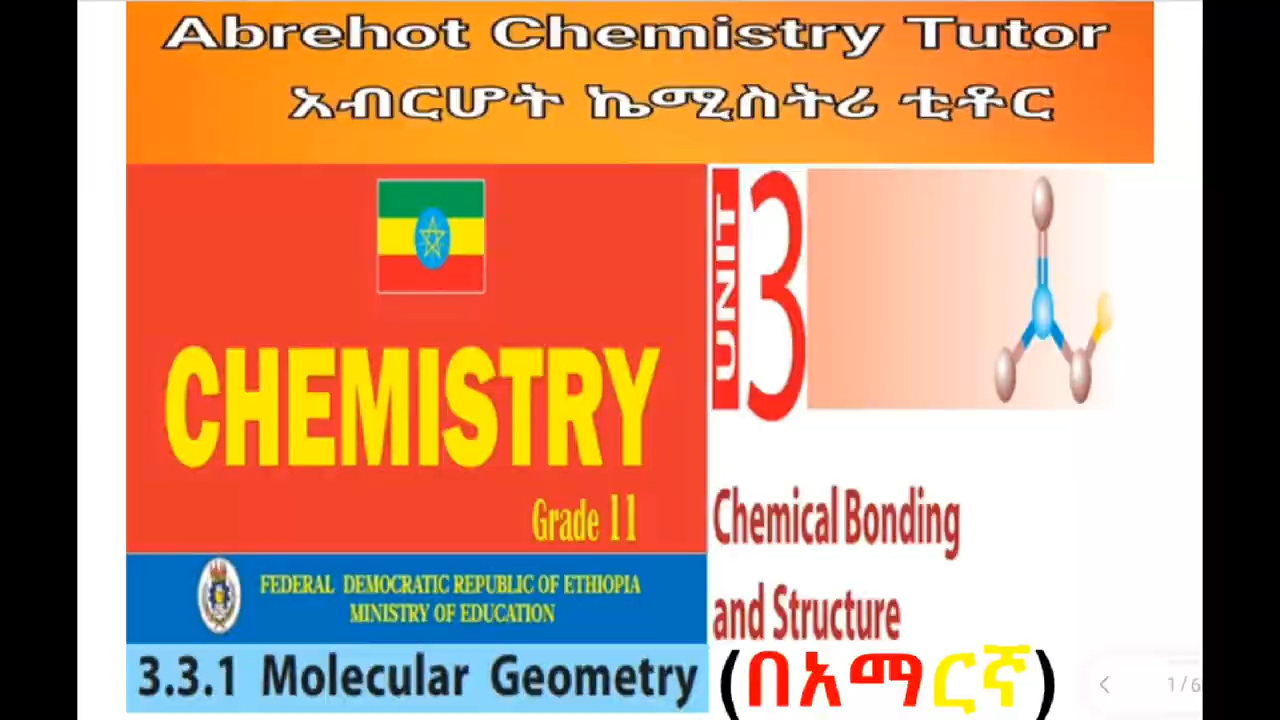 Abrehot Chemistry Tutor
አብርሆት ኬሚስትሪ ቲቶር
CHEMISTRY
Grade 11
FEDERAL DEMOCRATIC REPUBLIC OF ETHIOPIA
MINISTRY OF EDUCATION
3.3.1 Molecular Geometry
UNIT
3
Chemical Bonding
and Structure
(በአማርኛ)
1/6